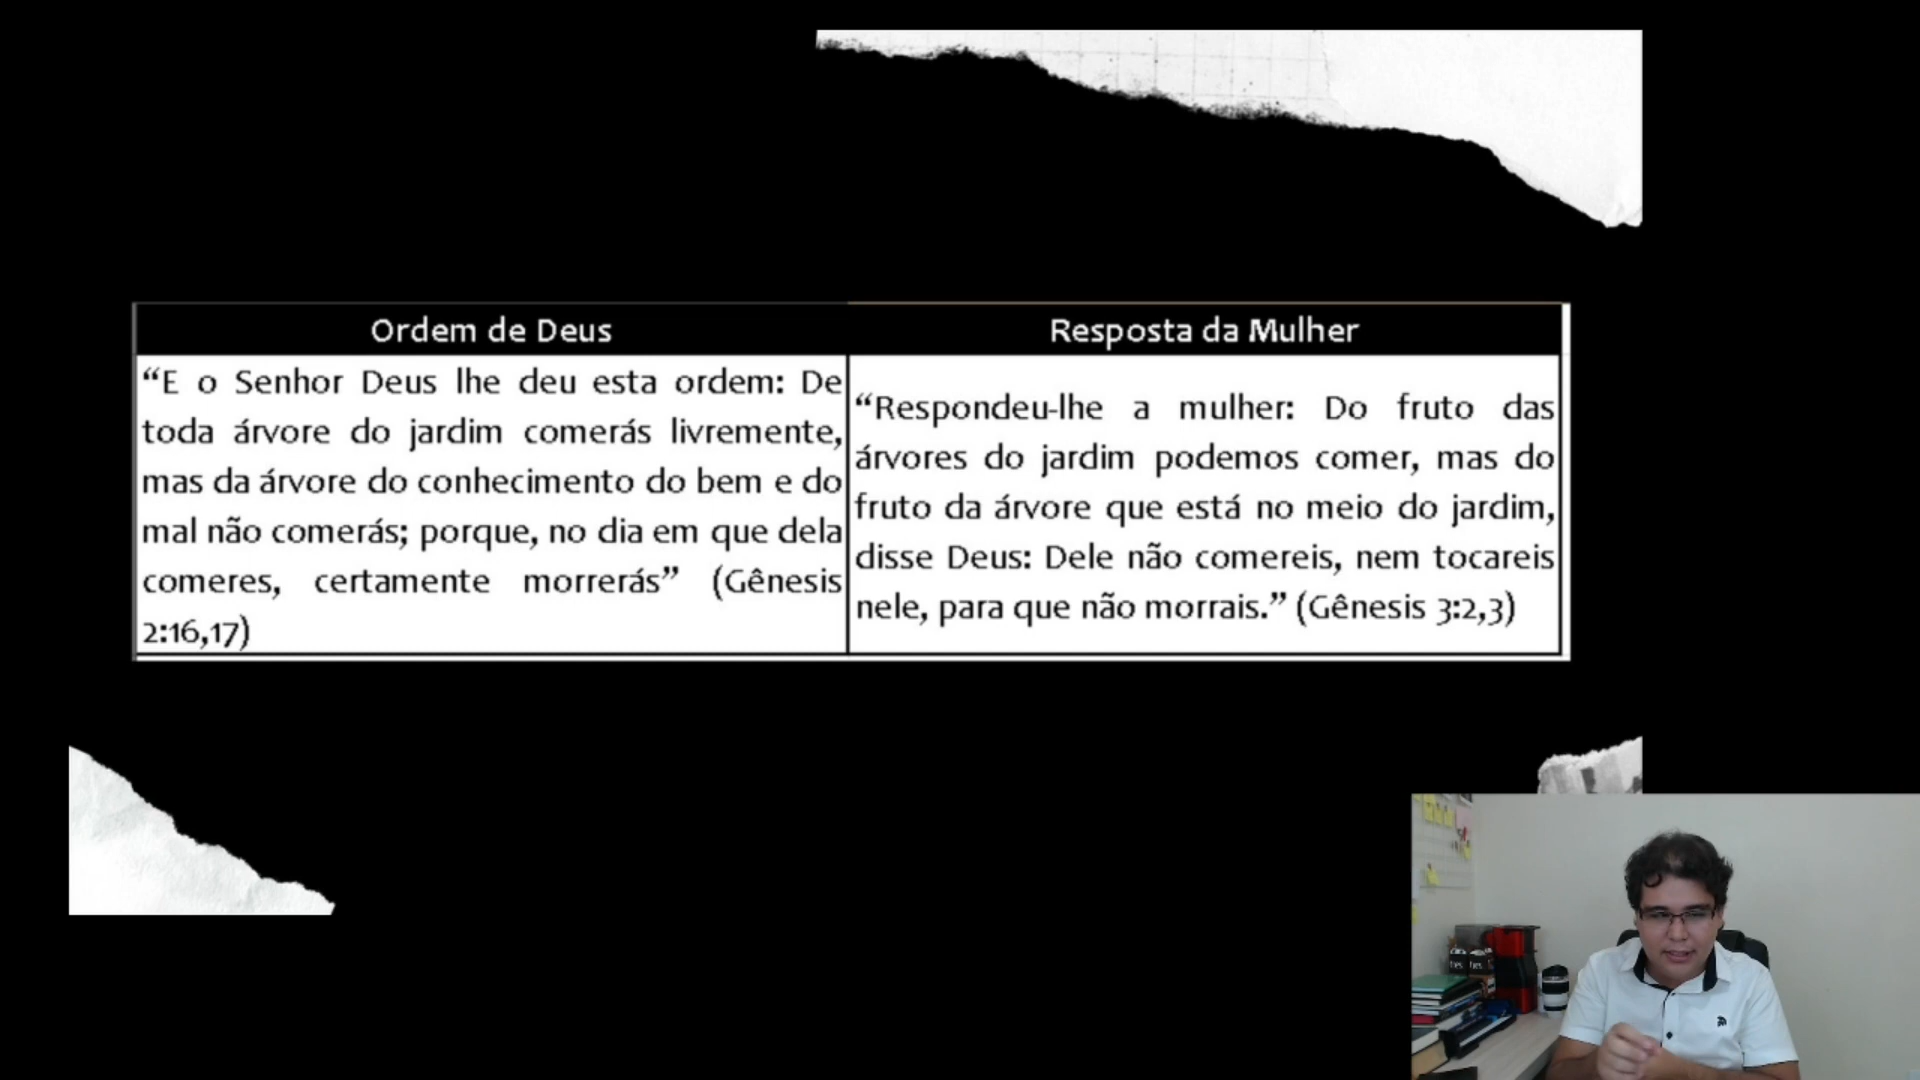 Ordem de Deus
“E o Senhor Deus lhe deu esta ordem: De
toda árvore do jardim comerás livremente,
mas da árvore do conhecimento do bem e do
mal não comerás; porque, no dia em que dela
comeres, certamente morrerás” (Gênesis
2:16,17)
Resposta da Mulher
“Respondeu-lhe a mulher: Do fruto das
árvores do jardim podemos comer, mas do
fruto da árvore que está no meio do jardim,
disse Deus: Dele não comereis, nem tocareis
nele, para que não morrais.” (Gênesis 3:2,3)